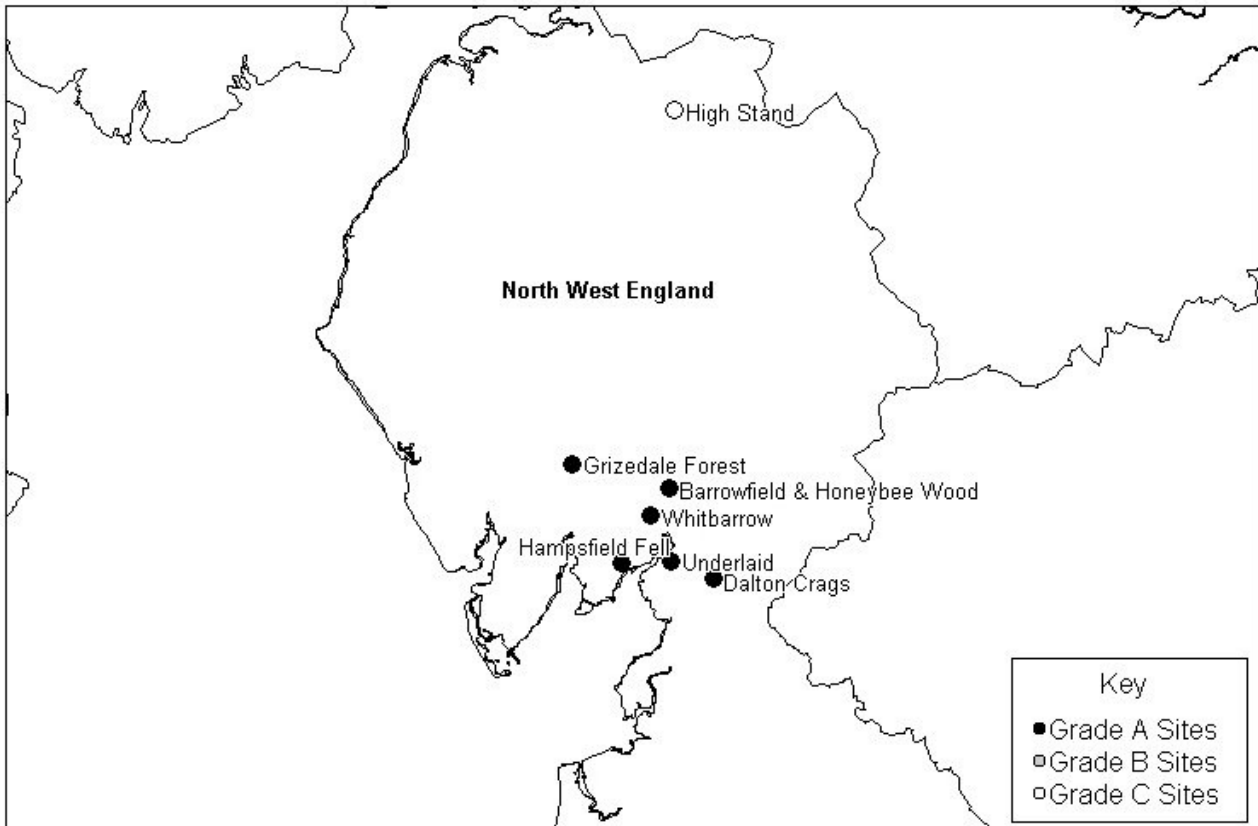 High Stand
North West England
Grizedale Forest
Barrowfield & Honeybee Wood
Whitbarrow
Hampsfield Fell
Underlaid
Dalton Crags
Key
Grade A Sites
Grade B Sites
Grade C Sites